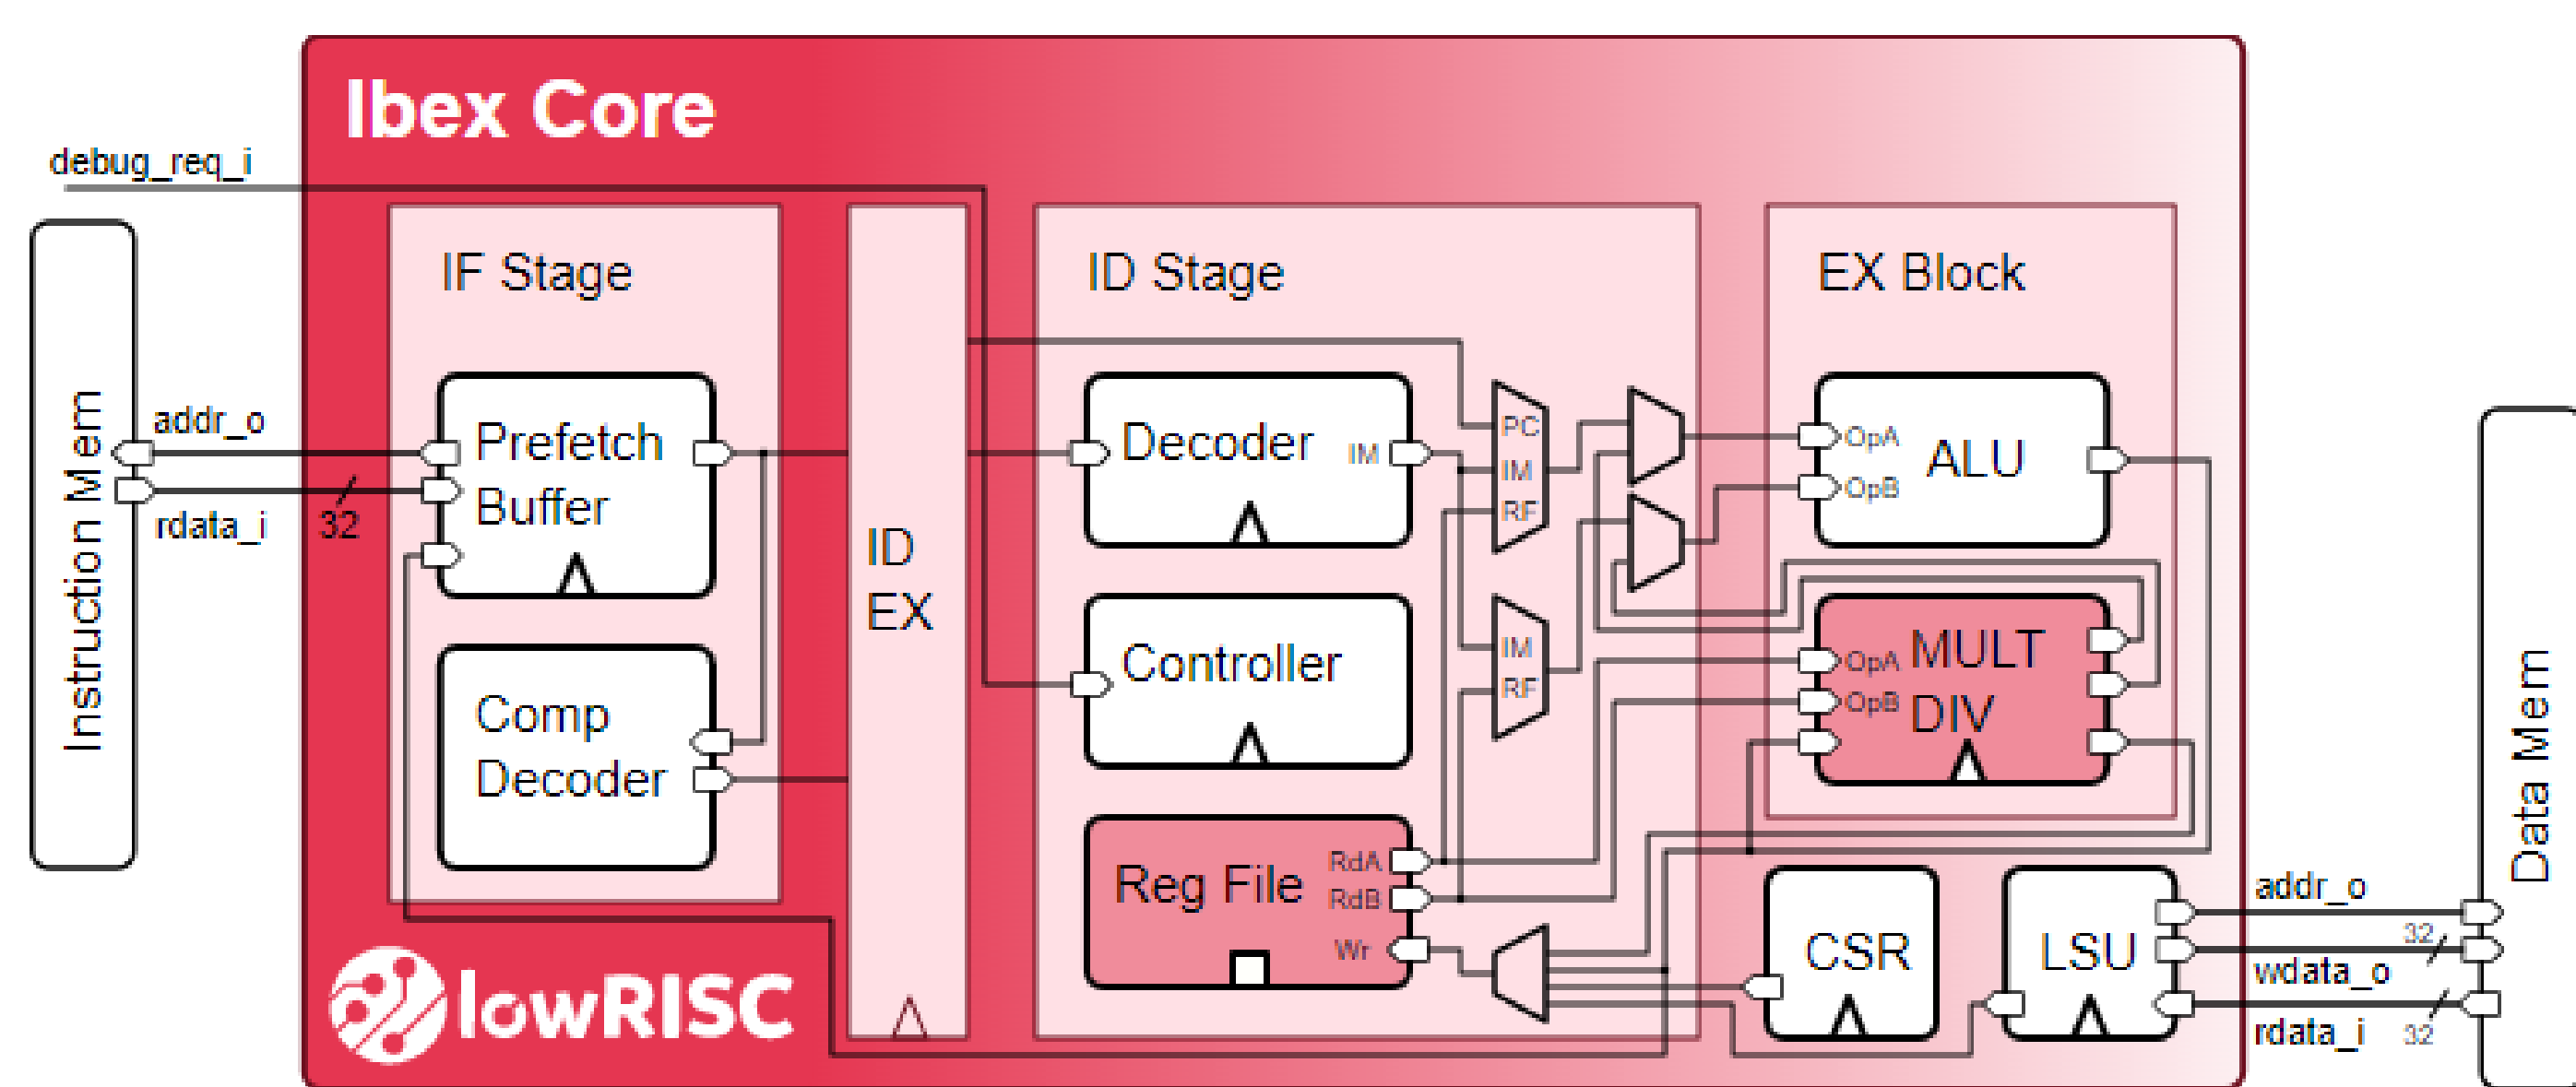 Ibex Core
debug_req_i
Instruction Mem
addr_o
rdata_i
32
IF Stage
Prefetch
Buffer
Comp
Decoder
ID
EX
ID Stage
Decoder
IM
Controller
Reg File
RdA
RdB
Wr
PC
IM
RF
IM
RF
EX Block
OpA
OpB
ALU
OpA
OpB
MULT
DIV
CSR
LSU
addr_o
32
wdata_o
rdata_i
32
Data Mem
lowRISC